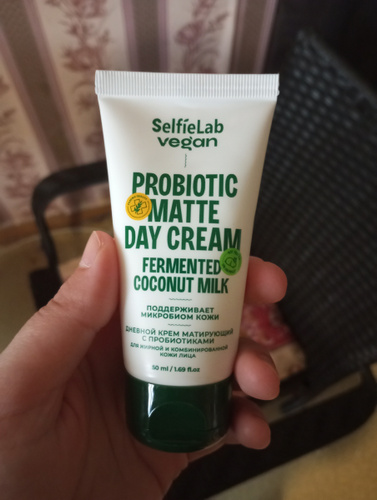 SelfieLab
vegan
PROBIOTIC
MATTE
DAY CREAM
FERMENTED
COCONUT MILK
ПОДДЕРЖИВАЕТ
МИКРОБИОМ КОЖИ
ДНЕВНОЙ КРЕМ МАТИРУЮЩИЙ
С ПРОБИОТИКАМИ
ДЛЯ ЖИРНОЙ И КОМБИНИРОВАННОЙ
КОЖИ ЛИЦА
50 ml / 1.69 fl.oz